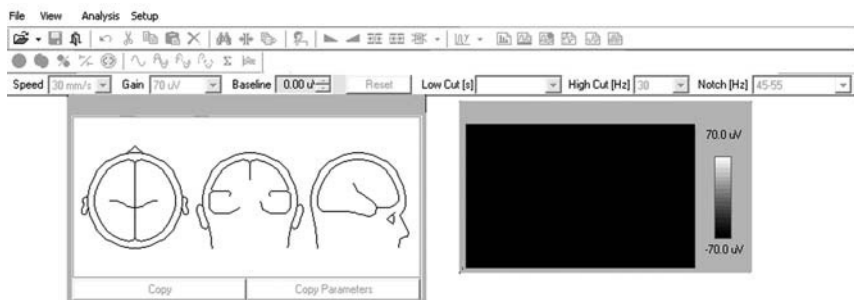 File View Analysis Setup
Speed 30 mm/s Gain 70 uV Baseline 0.00 uV Reset Low Cut [s] High Cut [Hz] 30 Notch [Hz] 45-55
70.0 uV
-70.0 uV
Copy Copy Parameters